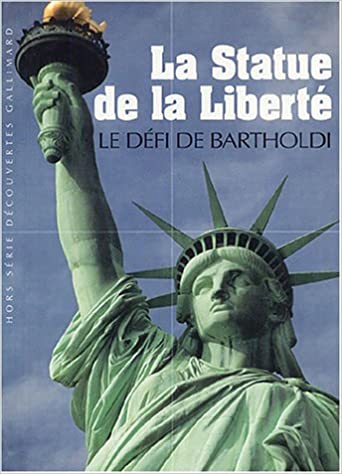 La Statue
de la Liberté
LE DÉFI DE BARTHOLDI
HORS SÉRIE DÉCOUVERTES GALLIMARD